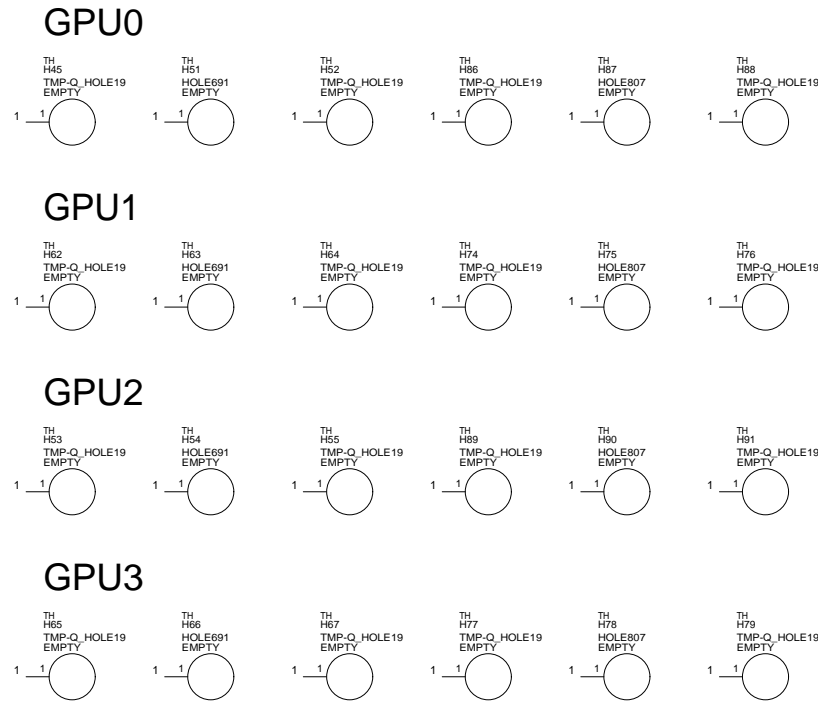 GPU0
TH TH TH TH TH TH
H45 H51 H52 H86 H87 H88
TMP-Q_HOLE19 HOLE691 TMP-Q_HOLE19 TMP-Q_HOLE19 HOLE807 TMP-Q_HOLE19
EMPTY EMPTY EMPTY EMPTY EMPTY EMPTY
1 1 1 1 1 1 1 1 1 1 1 1
GPU1
TH TH TH TH TH TH
H62 H63 H64 H74 H75 H76
TMP-Q_HOLE19 HOLE691 TMP-Q_HOLE19 TMP-Q_HOLE19 HOLE807 TMP-Q_HOLE19
EMPTY EMPTY EMPTY EMPTY EMPTY EMPTY
1 1 1 1 1 1 1 1 1 1 1 1
GPU2
TH TH TH TH TH TH
H53 H54 H55 H89 H90 H91
TMP-Q_HOLE19 HOLE691 TMP-Q_HOLE19 TMP-Q_HOLE19 HOLE807 TMP-Q_HOLE19
EMPTY EMPTY EMPTY EMPTY EMPTY EMPTY
1 1 1 1 1 1 1 1 1 1 1 1
GPU3
TH TH TH TH TH TH
H65 H66 H67 H77 H78 H79
TMP-Q_HOLE19 HOLE691 TMP-Q_HOLE19 TMP-Q_HOLE19 HOLE807 TMP-Q_HOLE19
EMPTY EMPTY EMPTY EMPTY EMPTY EMPTY
1 1 1 1 1 1 1 1 1 1 1 1